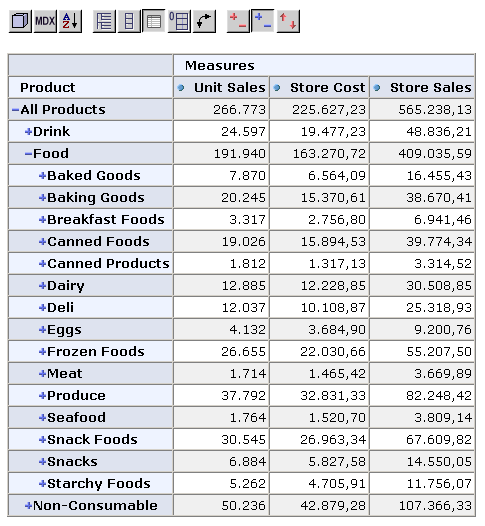 MDX A Z 0
Measures
Product Unit Sales Store Cost Store Sales
−All Products 266.773 225.627,23 565.238,13
+Drink 24.597 19.477,23 48.836,21
−Food 191.940 163.270,72 409.035,59
+Baked Goods 7.870 6.564,09 16.455,43
+Baking Goods 20.245 15.370,61 38.670,41
+Breakfast Foods 3.317 2.756,80 6.941,46
+Canned Foods 19.026 15.894,53 39.774,34
+Canned Products 1.812 1.317,13 3.314,52
+Dairy 12.885 12.228,85 30.508,85
+Deli 12.037 10.108,87 25.318,93
+Eggs 4.132 3.684,90 9.200,76
+Frozen Foods 26.655 22.030,66 55.207,50
+Meat 1.714 1.465,42 3.669,89
+Produce 37.792 32.831,33 82.248,42
+Seafood 1.764 1.520,70 3.809,14
+Snack Foods 30.545 26.963,34 67.609,82
+Snacks 6.884 5.827,58 14.550,05
+Starchy Foods 5.262 4.705,91 11.756,07
+Non-Consumable 50.236 42.879,28 107.366,33